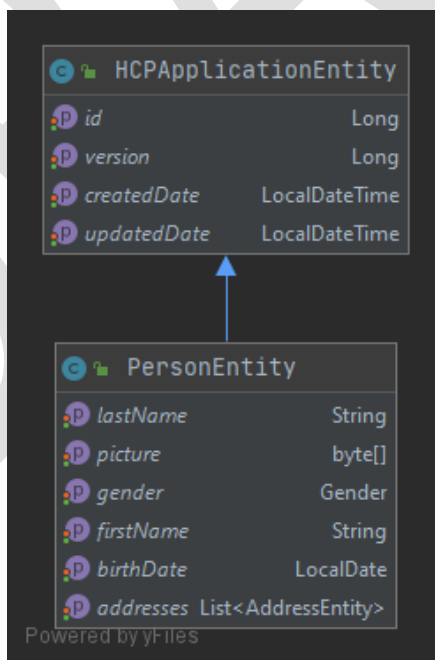 HCPApplicationEntity
id Long
version Long
createdDate LocalDateTime
updatedDate LocalDateTime
PersonEntity
lastName String
picture byte[]
gender Gender
firstName String
birthDate LocalDate
addresses List<AddressEntity>
Powered by yFiles